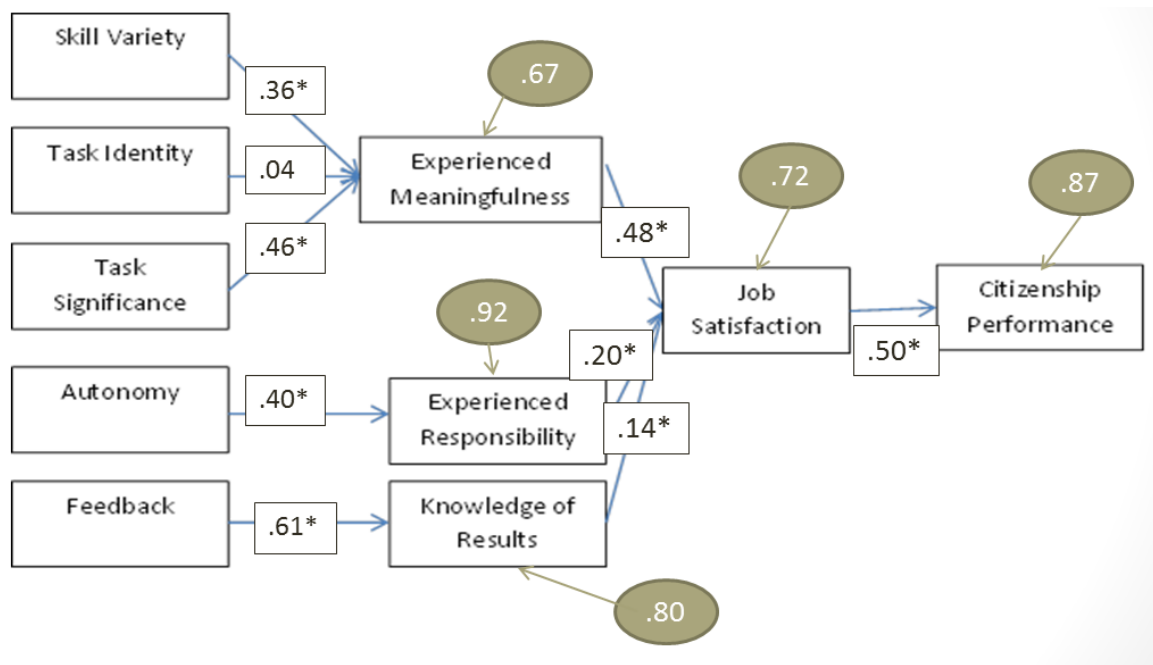 Skill Variety
.36*
Task Identity
.04
Task
Significance
.46*
Autonomy
.40*
Feedback
.61*
.67
Experienced
Meaningfulness
.48*
.92
Experienced
Responsibility
.20*
.14*
Knowledge of
Results
.80
.72
Job
Satisfaction
.50*
.87
Citizenship
Performance